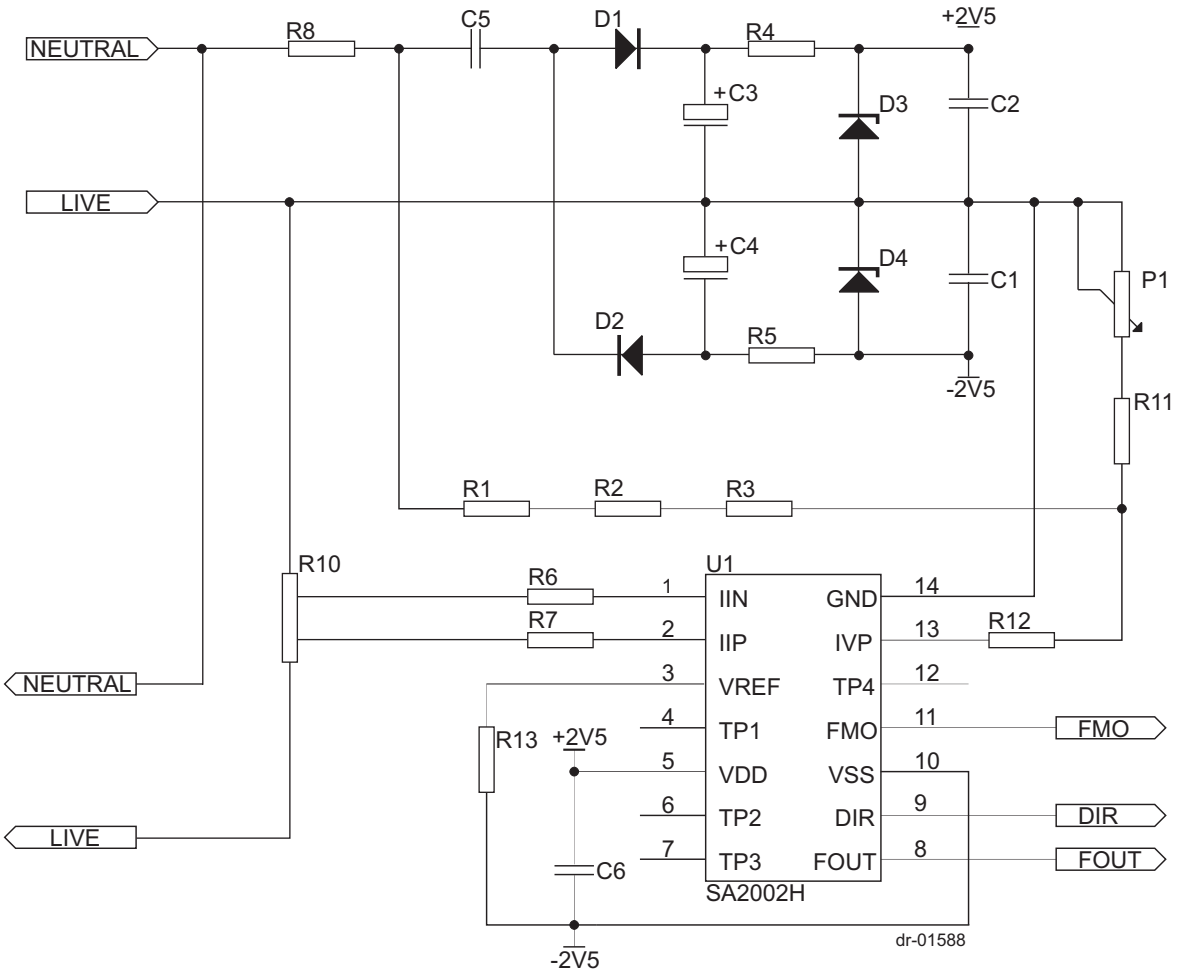 +2V5
NEUTRAL
R8
C5
D1
R4
+C3
D3
C2
LIVE
+C4
D4
C1
P1
D2
R5
-2V5
R11
R1
R2
R3
R10
U1
R6
1
IIN
GND
14
R7
2
IIP
IVP
13
R12
NEUTRAL
3
VREF
TP4
12
R13
+2V5
4
TP1
FMO
11
FMO
5
VDD
VSS
10
6
TP2
DIR
9
DIR
LIVE
7
TP3
FOUT
8
FOUT
C6
SA2002H
dr-01588
-2V5